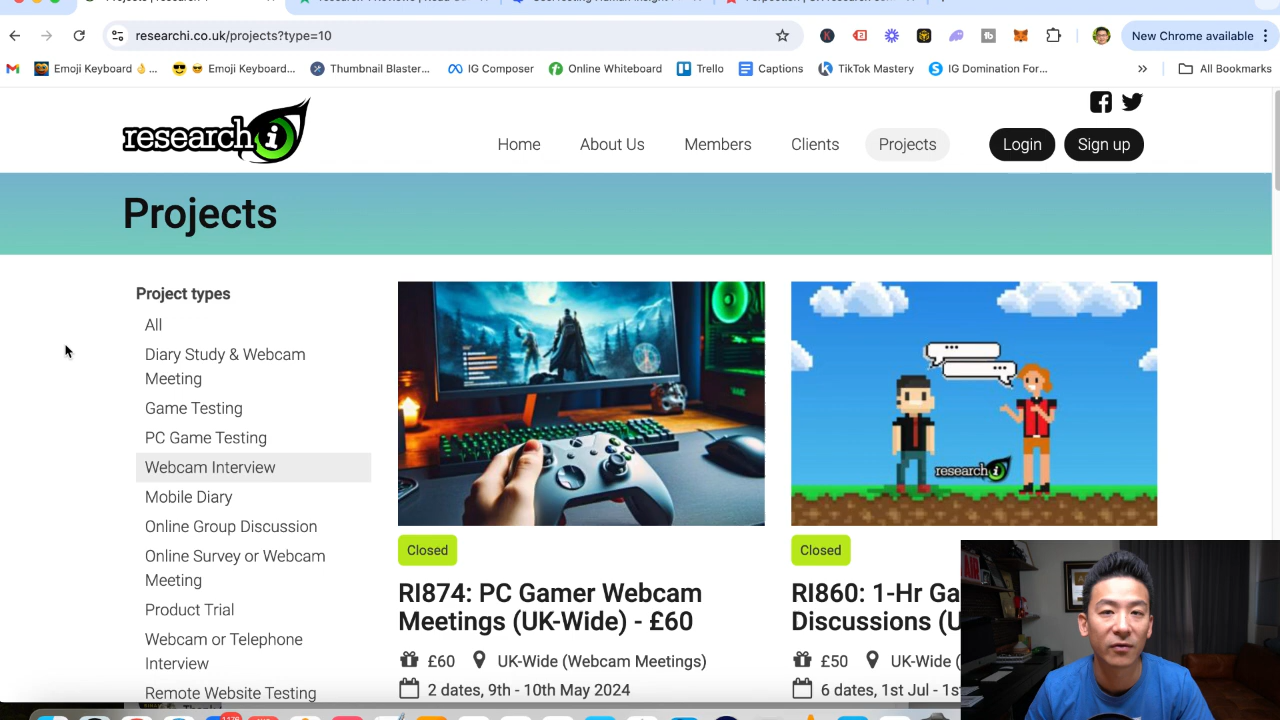 researchi.co.uk/projects?type=10
New Chrome available
Emoji Keyboard 👌 ...
Emoji Keyboard...
Thumbnail Blaster...
IG Composer
Online Whiteboard
Trello
Captions
TikTok Mastery
IG Domination For...
»
All Bookmarks
research i
Home
About Us
Members
Clients
Projects
Login
Sign up
Projects
Project types
All
Diary Study & Webcam
Meeting
Game Testing
PC Game Testing
Webcam Interview
Mobile Diary
Online Group Discussion
Online Survey or Webcam
Meeting
Product Trial
Webcam or Telephone
Interview
Remote Website Testing
research i
Closed
RI874: PC Gamer Webcam
Meetings (UK-Wide) - £60
£60
UK-Wide (Webcam Meetings)
2 dates, 9th - 10th May 2024
Closed
RI860: 1-Hr Ga
Discussions (U
£50
UK-Wide (
6 dates, 1st Jul - 1s